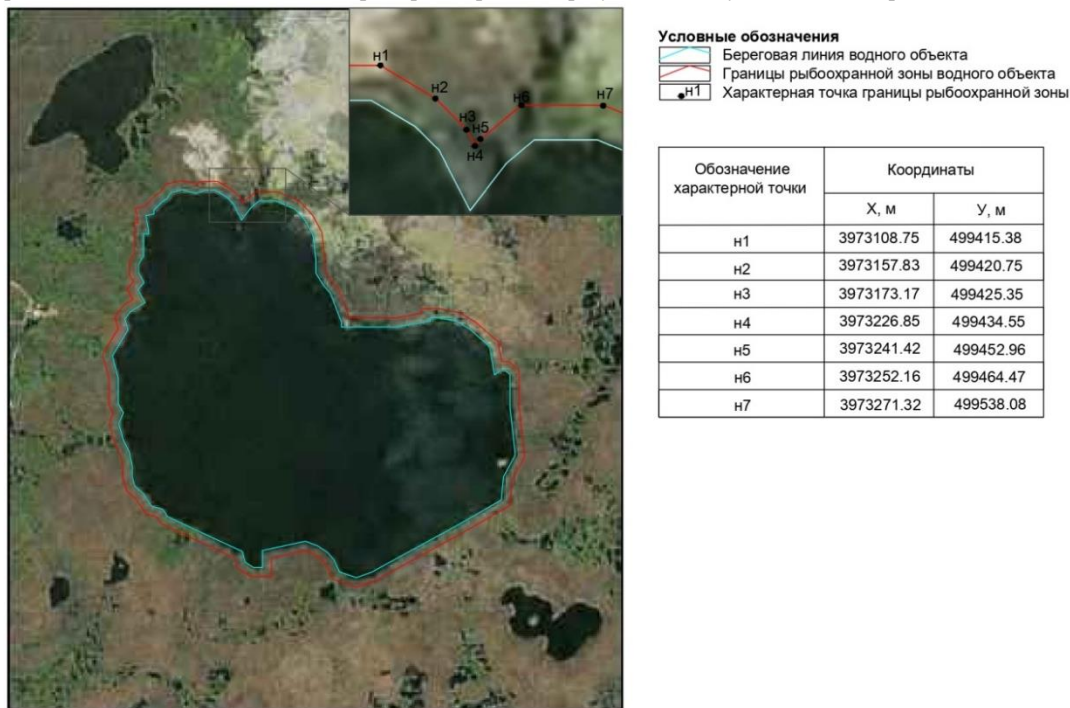 н1
н2
н3
н4
н5
н6
н7
Условные обозначения
Береговая линия водного объекта
Границы рыбоохранной зоны водного объекта
н1 Характерная точка границы рыбоохранной зоны
Обозначение характерной точки Координаты
X, м У, м
н1 3973108.75 499415.38
н2 3973157.83 499420.75
н3 3973173.17 499425.35
н4 3973226.85 499434.55
н5 3973241.42 499452.96
н6 3973252.16 499464.47
н7 3973271.32 499538.08